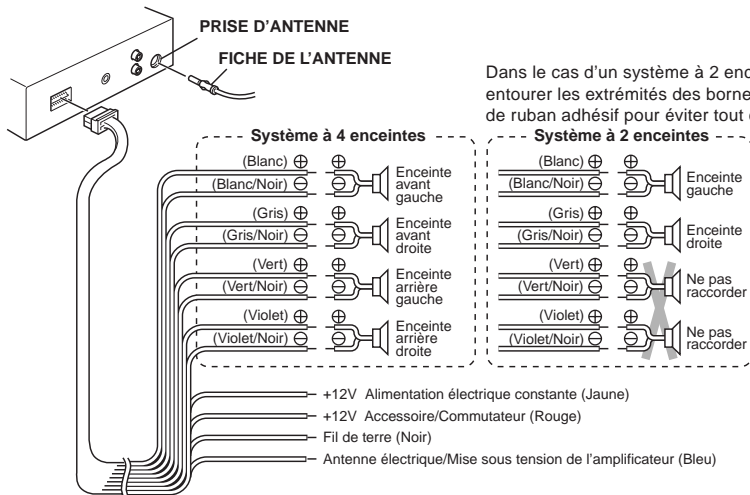 PRISE D'ANTENNE
FICHE DE L'ANTENNE
Dans le cas d'un système à 2
entourer les extrémités des
de ruban adhésif pour éviter tout
Système à 4 enceintes
(Blanc) ⊕ ⊕
(Blanc/Noir) ⊖ ⊖
Enceinte
avant
gauche
(Gris) ⊕ ⊕
(Gris/Noir) ⊖ ⊖
Enceinte
avant
droite
(Vert) ⊕ ⊕
(Vert/Noir) ⊖ ⊖
Enceinte
arrière
gauche
(Violet) ⊕ ⊕
(Violet/Noir) ⊖ ⊖
Enceinte
arrière
droite
Système à 2 enceintes
(Blanc) ⊕ ⊕
(Blanc/Noir) ⊖ ⊖
Enceinte
gauche
(Gris) ⊕ ⊕
(Gris/Noir) ⊖ ⊖
Enceinte
droite
(Vert) ⊕ ⊕
(Vert/Noir) ⊖ ⊖
Ne pas
raccorder
(Violet) ⊕ ⊕
(Violet/Noir) ⊖ ⊖
Ne pas
raccorder
+12V Alimentation électrique constante (Jaune)
+12V Accessoire/Commutateur (Rouge)
Fil de terre (Noir)
Antenne électrique/Mise sous tension de l'amplificateur (Bleu)